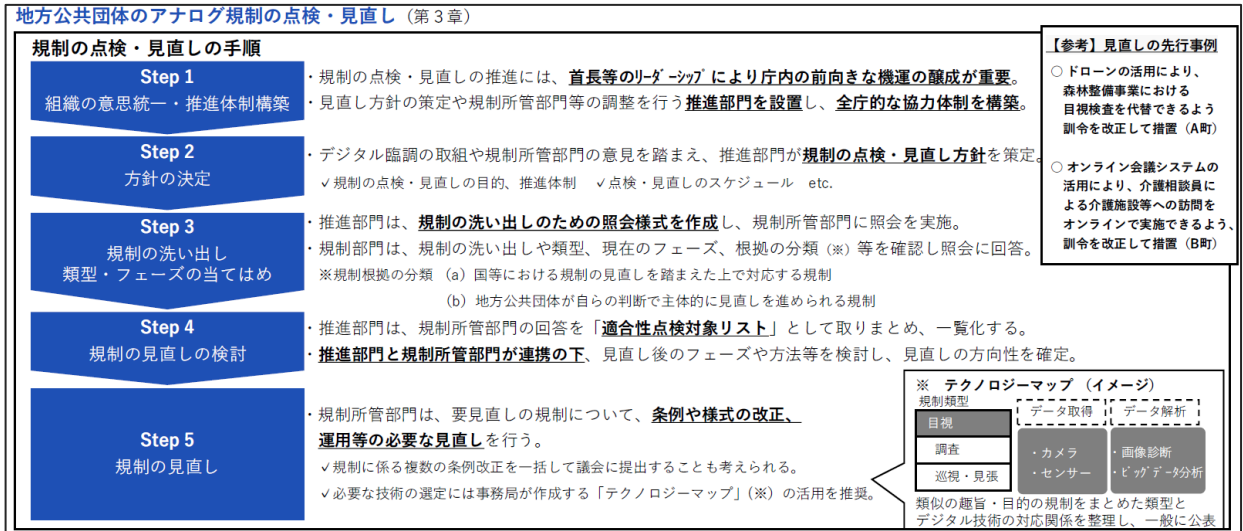 地方公共団体のアナログ規制の点検・見直し（第３章）
規制の点検・見直しの手順
Step 1
組織の意思統一・推進体制構築
・規制の点検・見直しの推進には、首長等のﾘｰﾀﾞｰｼｯﾌﾟにより庁内の前向きな機運の醸成が重要。
・見直し方針の策定や規制所管部門等の調整を行う推進部門を設置し、全庁的な協力体制を構築。
Step 2
方針の決定
・デジタル臨調の取組や規制所管部門の意見を踏まえ、推進部門が規制の点検・見直し方針を策定。
✓規制の点検・見直しの目的、推進体制　✓点検・見直しのスケジュール　etc.
Step 3
規制の洗い出し
類型・フェーズの当てはめ
・推進部門は、規制の洗い出しのための照会様式を作成し、規制所管部門に照会を実施。
・規制部門は、規制の洗い出しや類型、現在のフェーズ、根拠の分類（※）等を確認し照会に回答。
※規制根拠の分類　（a）国等における規制の見直しを踏まえた上で対応する規制
（b）地方公共団体が自らの判断で主体的に見直しを進められる規制
Step 4
規制の見直しの検討
・推進部門は、規制所管部門の回答を「適合性点検対象リスト」として取りまとめ、一覧化する。
・推進部門と規制所管部門が連携の下、見直し後のフェーズや方法等を検討し、見直しの方向性を確定。
Step 5
規制の見直し
・規制所管部門は、要見直しの規制について、条例や様式の改正、
運用等の必要な見直しを行う。
✓規制に係る複数の条例改正を一括して議会に提出することも考えられる。
✓必要な技術の選定には事務局が作成する「テクノロジーマップ」（※）の活用を推奨。
【参考】見直しの先行事例
○ ドローンの活用により、
森林整備事業における
目視検査を代替できるよう
訓令を改正して措置（A町）
○ オンライン会議システムの
活用により、介護相談員に
よる介護施設等への訪問を
オンラインで実施できるよう、
訓令を改正して措置（B町）
※　テクノロジーマップ　（イメージ）
規制類型
データ取得
データ解析
目視
調査
巡視・見張
・カメラ
・センサー
・画像診断
・ﾋﾞｯｸﾞﾃﾞｰﾀ分析
類似の趣旨・目的の規制をまとめた類型と
デジタル技術の対応関係を整理し、一般に公表